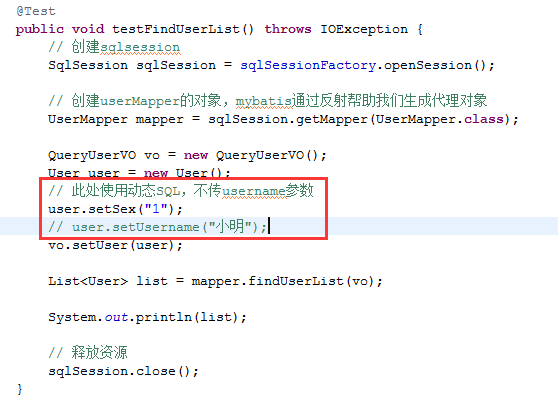 @Test
public void testFindUserList() throws IOException {
// 创建sqlsession
SqlSession sqlSession = sqlSessionFactory.openSession();
// 创建userMapper的对象，mybatis通过反射帮助我们生成代理对象
UserMapper mapper = sqlSession.getMapper(UserMapper.class);
QueryUserVO vo = new QueryUserVO();
User user = new User();
// 此处使用动态SQL，不传username参数
user.setSex("1");
// user.setUsername("小明");
vo.setUser(user);
List<User> list = mapper.findUserList(vo);
System.out.println(list);
// 释放资源
sqlSession.close();
}